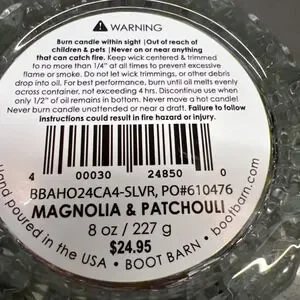 ⚠ WARNING
Burn candle within sight | Out of reach of
children & pets | Never on or near anything
that can catch fire. Keep wick centered & trimmed
to no more than 1/4" at all times to prevent excessive
flame or smoke. Do not let wick trimmings, or other debris
drop into oil. For best performance, burn until oil melts evenly
across container, not exceeding 4 hrs. Discontinue use when
only 1/2" of oil remains in bottom. Never move a hot candle!
Never burn candle unattended or near a draft. Failure to follow
instructions could result in fire hazard or injury.
4 00030 24850 0
BBAHO24CA4-SLVR, PO#610476
MAGNOLIA & PATCHOULI
8 oz / 227 g
$24.95
Hand poured in the USA • BOOT BARN • bootbarn.com